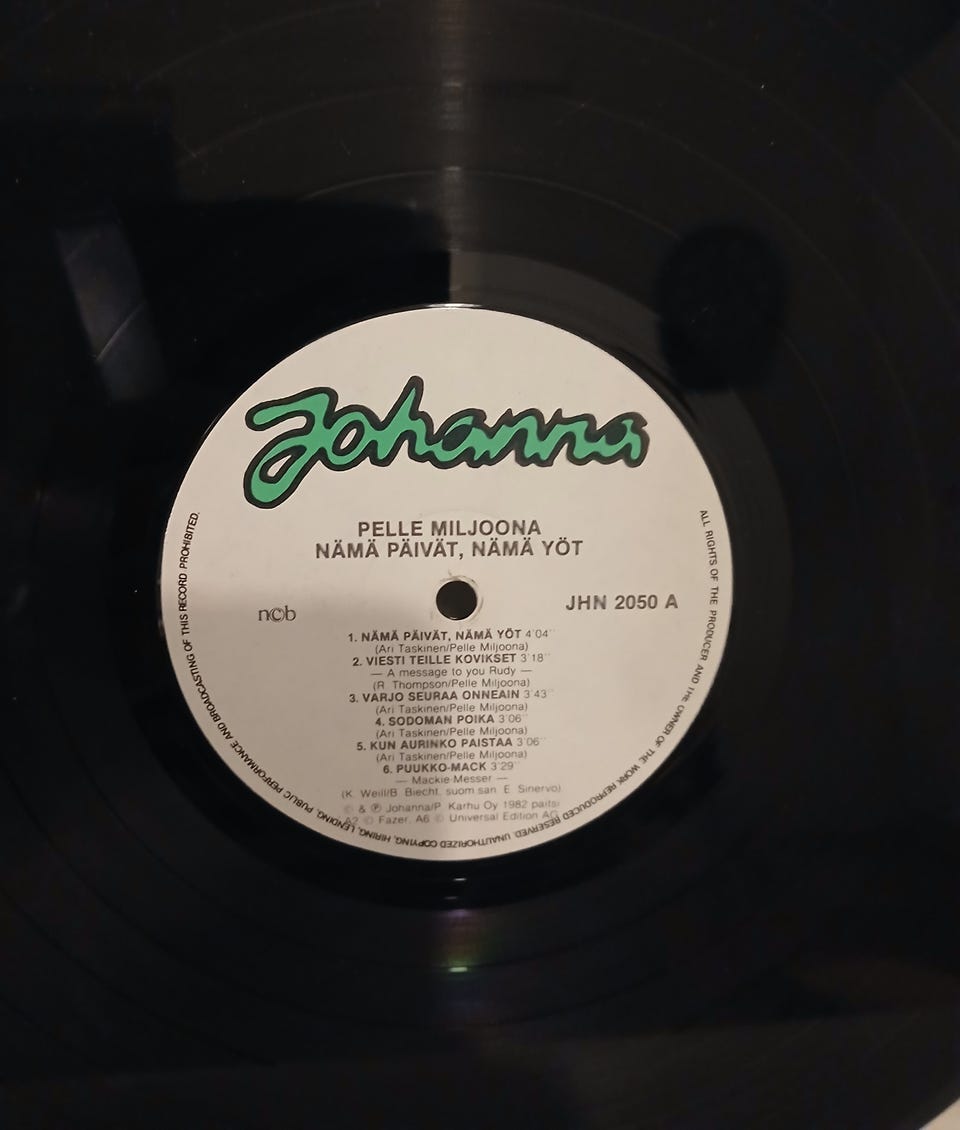 Johanna
PELLE MILJOONA
NÄMÄ PÄIVÄT, NÄMÄ YÖT
ncb
JHN 2050 A
1. NÄMÄ PÄIVÄT, NÄMÄ YÖT 4'04''
(Ari Taskinen/Pelle Miljoona)
2. VIESTI TEILLE KOVIKSET 3'18''
— A message to you Rudy —
(R. Thompson/Pelle Miljoona)
3. VARJO SEURAA ONNEAIN 3'43''
(Ari Taskinen/Pelle Miljoona)
4. SODOMAN POIKA 3'06''
(Ari Taskinen/Pelle Miljoona)
5. KUN AURINKO PAISTAA 3'06''
(Ari Taskinen/Pelle Miljoona)
6. PUUKKO-MACK 3'29''
— Mackie-Messer —
(K. Weill/B. Biecht. suom san. E. Sinervo)
© & ℗ Johanna/P. Karhu Oy 1982 paitsi
A2 © Fazer, A6 © Universal Edition AG
ALL RIGHTS OF THE PRODUCER AND THE OWNER OF THE WORK REPRODUCED RESERVED. UNAUTHORIZED COPYING, HIRING, LENDING, PUBLIC PERFORMANCE AND BROADCASTING OF THIS RECORD PROHIBITED.